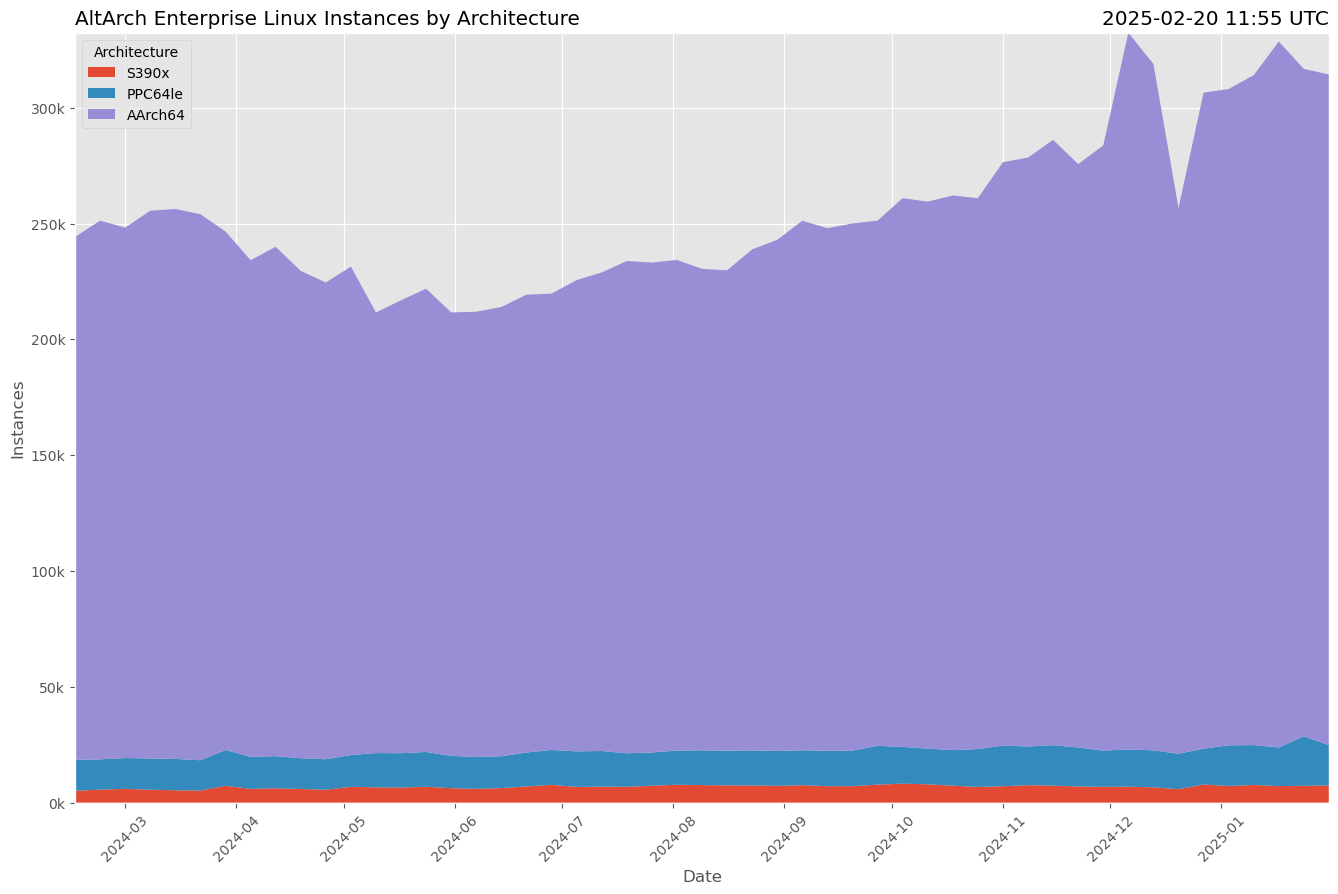 AltArch Enterprise Linux Instances by Architecture
2025-02-20 11:55 UTC
Architecture
S390x
PPC64le
AArch64
300k
250k
200k
150k
100k
50k
0k
Instances
2024-03
2024-04
2024-05
2024-06
2024-07
2024-08
2024-09
2024-10
2024-11
2024-12
2025-01
Date